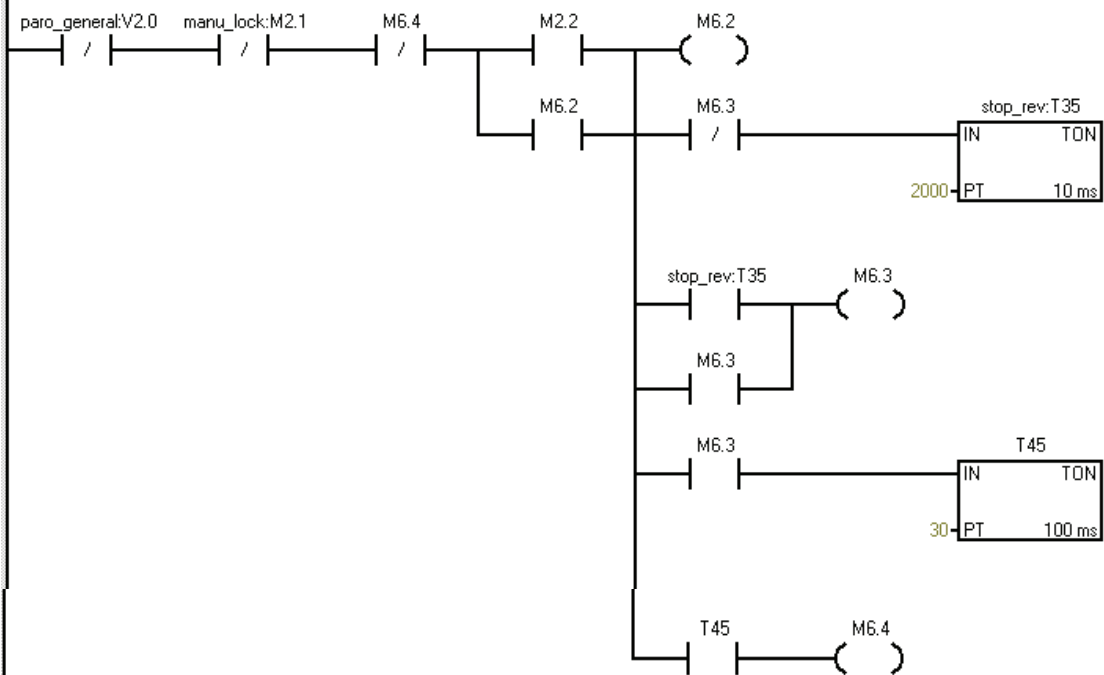 paro_general:V2.0 manu_lock:M2.1 M6.4 M2.2 M6.2
M6.2 M6.3 stop_rev:T35
IN TON
2000 PT 10 ms
stop_rev:T35 M6.3
M6.3
M6.3 T45
IN TON
30 PT 100 ms
T45 M6.4